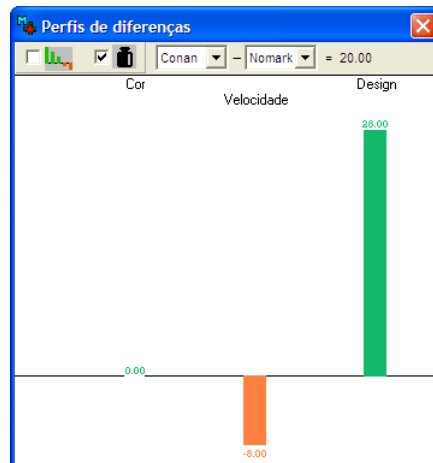 Perfis de diferenças
Conan – Nomark = 20.00
Cor Velocidade Design
28.00
0.00
-8.00